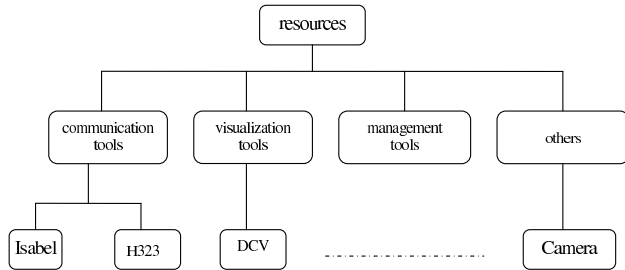 resources
communication
tools
visualization
tools
management
tools
others
Isabel
H323
DCV
Camera